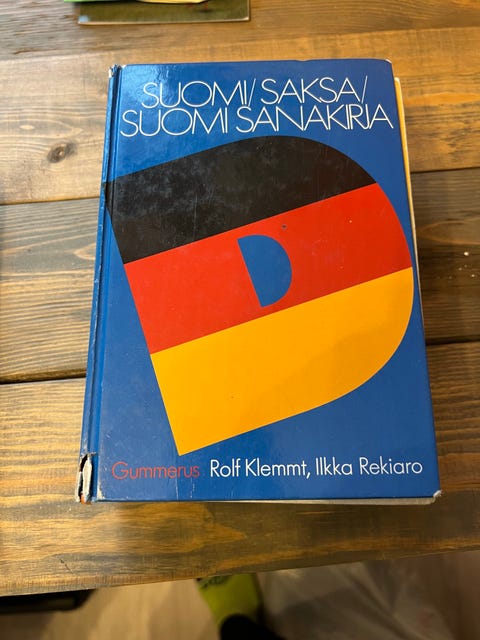 SUOMI/SAKSA/
SUOMI SANAKIRJA
D
Gummerus Rolf Klemmt, Ilkka Rekiaro